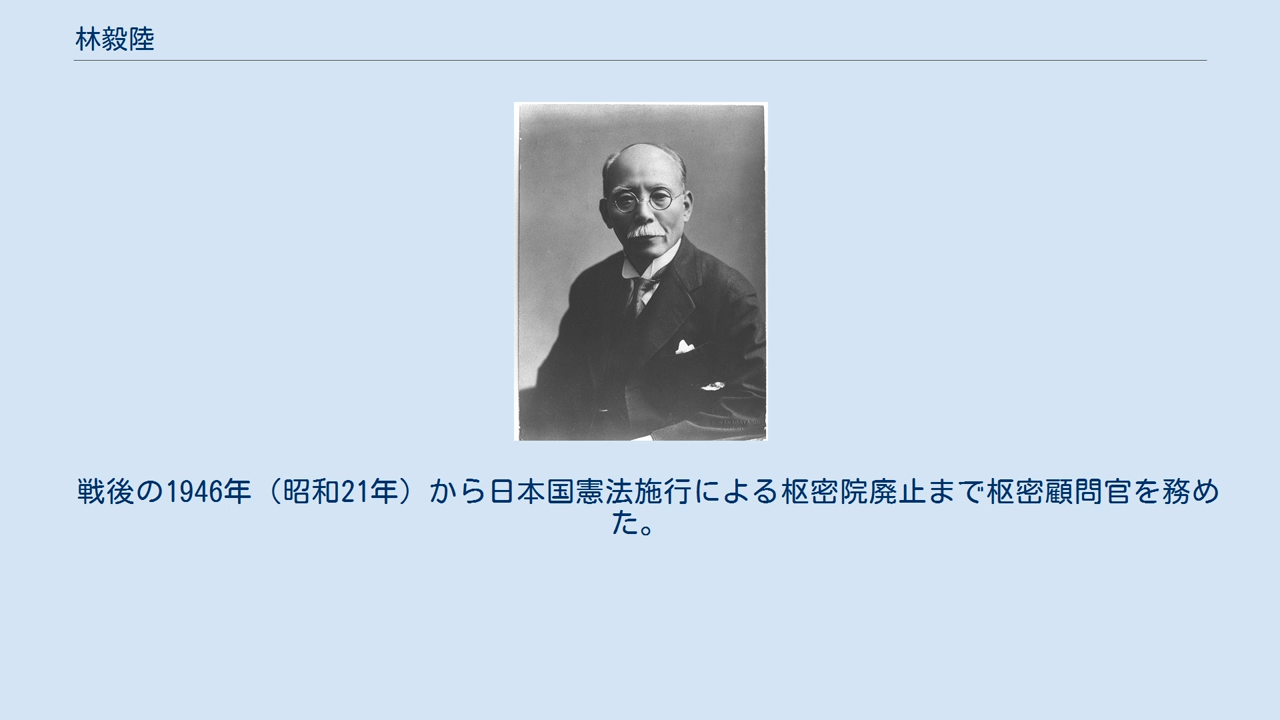 林毅陸
戦後の1946年（昭和21年）から日本国憲法施行による枢密院廃止まで枢密顧問官を務め
た。